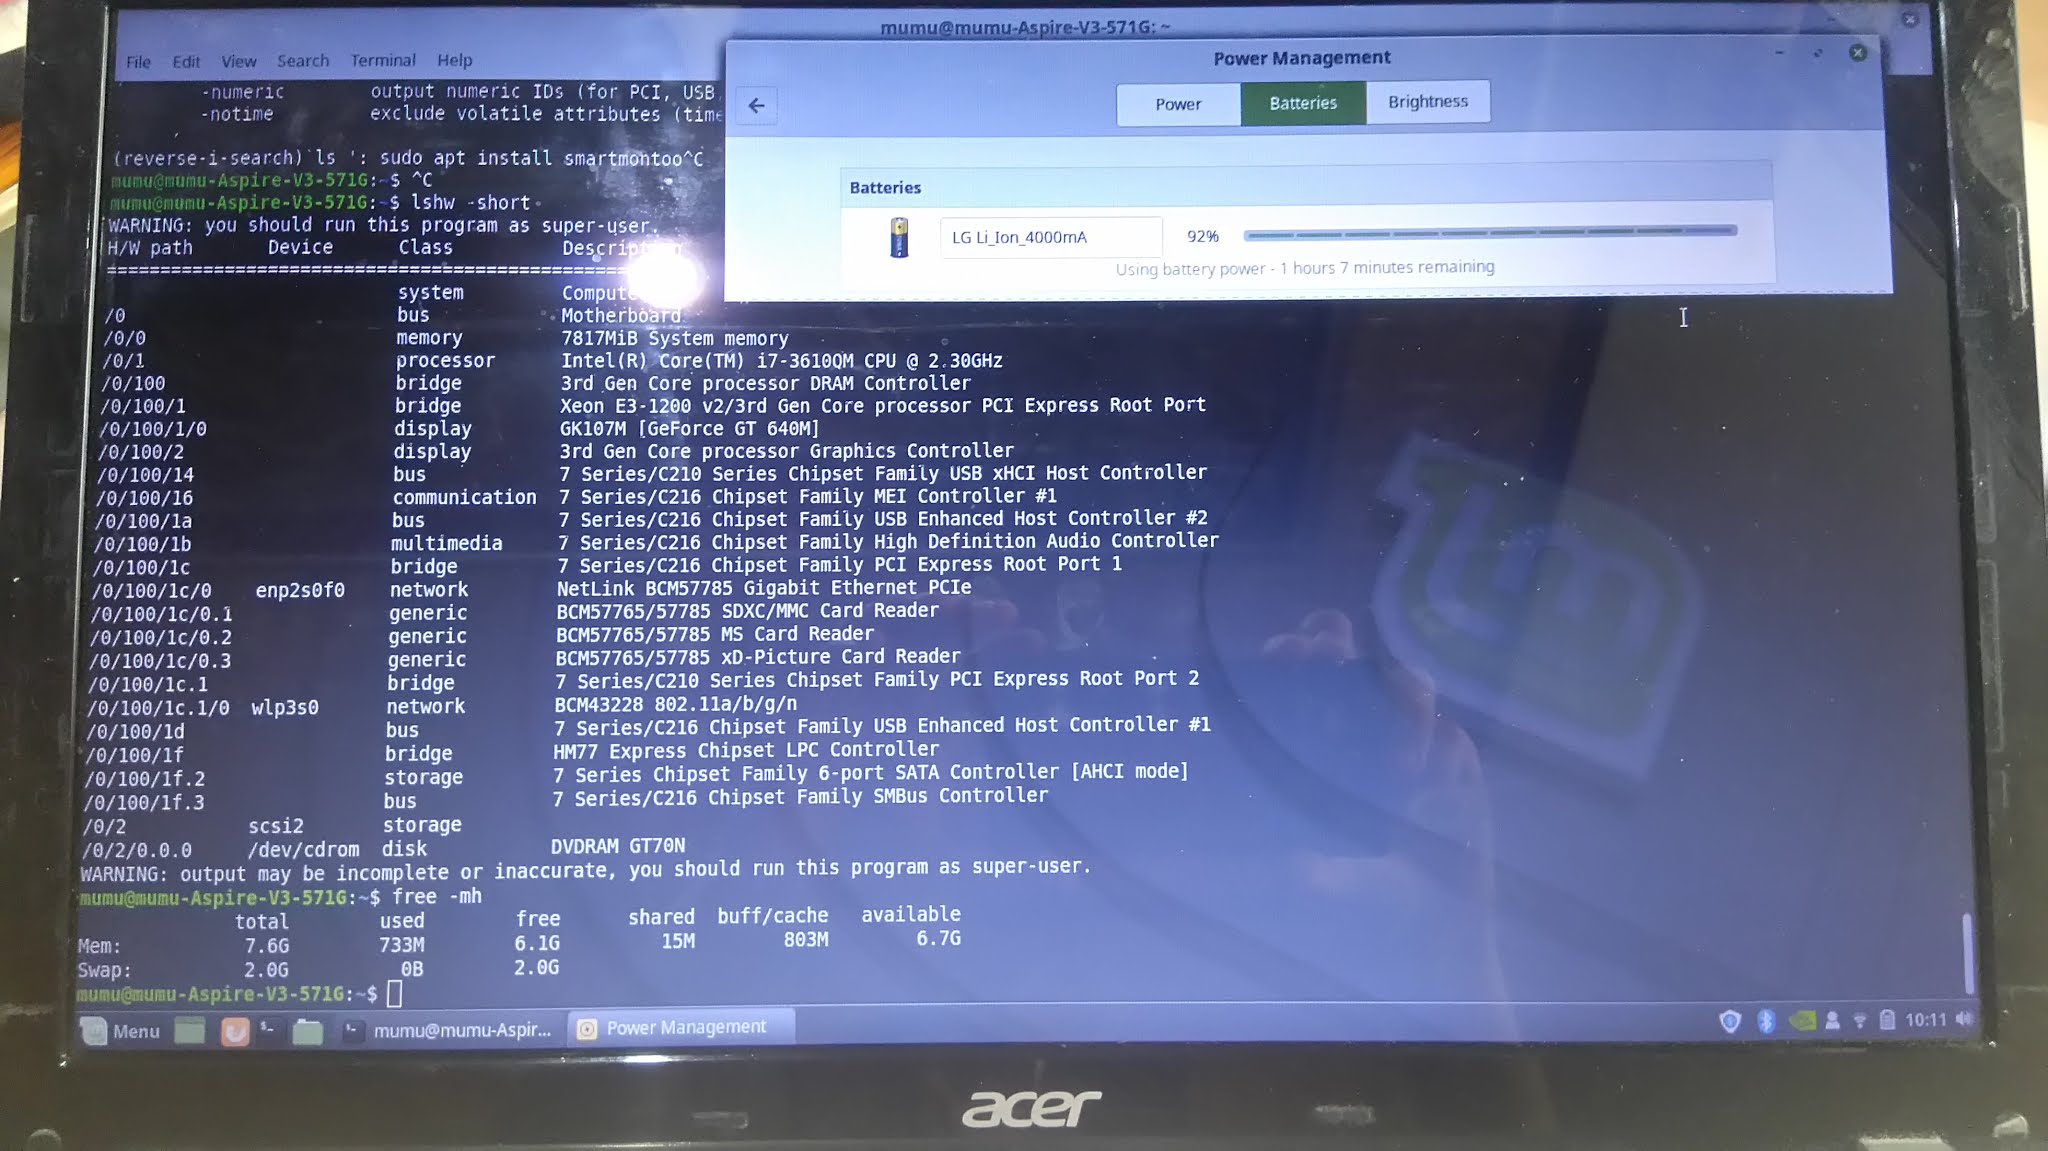 mumu@mumu-Aspire-V3-571G: ~
File Edit View Search Terminal Help
-numeric output numeric IDs (for PCI, USB,
-notime exclude volatile attributes (time
(reverse-i-search)`ls ': sudo apt install smartmontoo^C
mumu@mumu-Aspire-V3-571G:~$ ^C
mumu@mumu-Aspire-V3-571G:~$ lshw -short
WARNING: you should run this program as super-user.
H/W path Device Class Description
====================================================
system Compute
/0 bus Motherboard
/0/0 memory 7817MiB System memory
/0/1 processor Intel(R) Core(TM) i7-3610QM CPU @ 2.30GHz
/0/100 bridge 3rd Gen Core processor DRAM Controller
/0/100/1 bridge Xeon E3-1200 v2/3rd Gen Core processor PCI Express Root Port
/0/100/1/0 display GK107M [GeForce GT 640M]
/0/100/2 display 3rd Gen Core processor Graphics Controller
/0/100/14 bus 7 Series/C210 Series Chipset Family USB xHCI Host Controller
/0/100/16 communication 7 Series/C216 Chipset Family MEI Controller #1
/0/100/1a bus 7 Series/C216 Chipset Family USB Enhanced Host Controller #2
/0/100/1b multimedia 7 Series/C216 Chipset Family High Definition Audio Controller
/0/100/1c bridge 7 Series/C216 Chipset Family PCI Express Root Port 1
/0/100/1c/0 enp2s0f0 network NetLink BCM57785 Gigabit Ethernet PCIe
/0/100/1c/0.1 generic BCM57765/57785 SDXC/MMC Card Reader
/0/100/1c/0.2 generic BCM57765/57785 MS Card Reader
/0/100/1c/0.3 generic BCM57765/57785 xD-Picture Card Reader
/0/100/1c.1 bridge 7 Series/C210 Series Chipset Family PCI Express Root Port 2
/0/100/1c.1/0 wlp3s0 network BCM43228 802.11a/b/g/n
/0/100/1d bus 7 Series/C216 Chipset Family USB Enhanced Host Controller #1
/0/100/1f bridge HM77 Express Chipset LPC Controller
/0/100/1f.2 storage 7 Series Chipset Family 6-port SATA Controller [AHCI mode]
/0/100/1f.3 bus 7 Series/C216 Chipset Family SMBus Controller
/0/2 scsi2 storage
/0/2/0.0.0 /dev/cdrom disk DVDRAM GT70N
WARNING: output may be incomplete or inaccurate, you should run this program as super-user.
mumu@mumu-Aspire-V3-571G:~$ free -mh
total used free shared buff/cache available
Mem: 7.6G 733M 6.1G 15M 803M 6.7G
Swap: 2.0G 0B 2.0G
mumu@mumu-Aspire-V3-571G:~$
Power Management
Power Batteries Brightness
Batteries
LG Li_Ion_4000mA 92%
Using battery power - 1 hours 7 minutes remaining
Menu mumu@mumu-Aspir... Power Management 10:11
acer